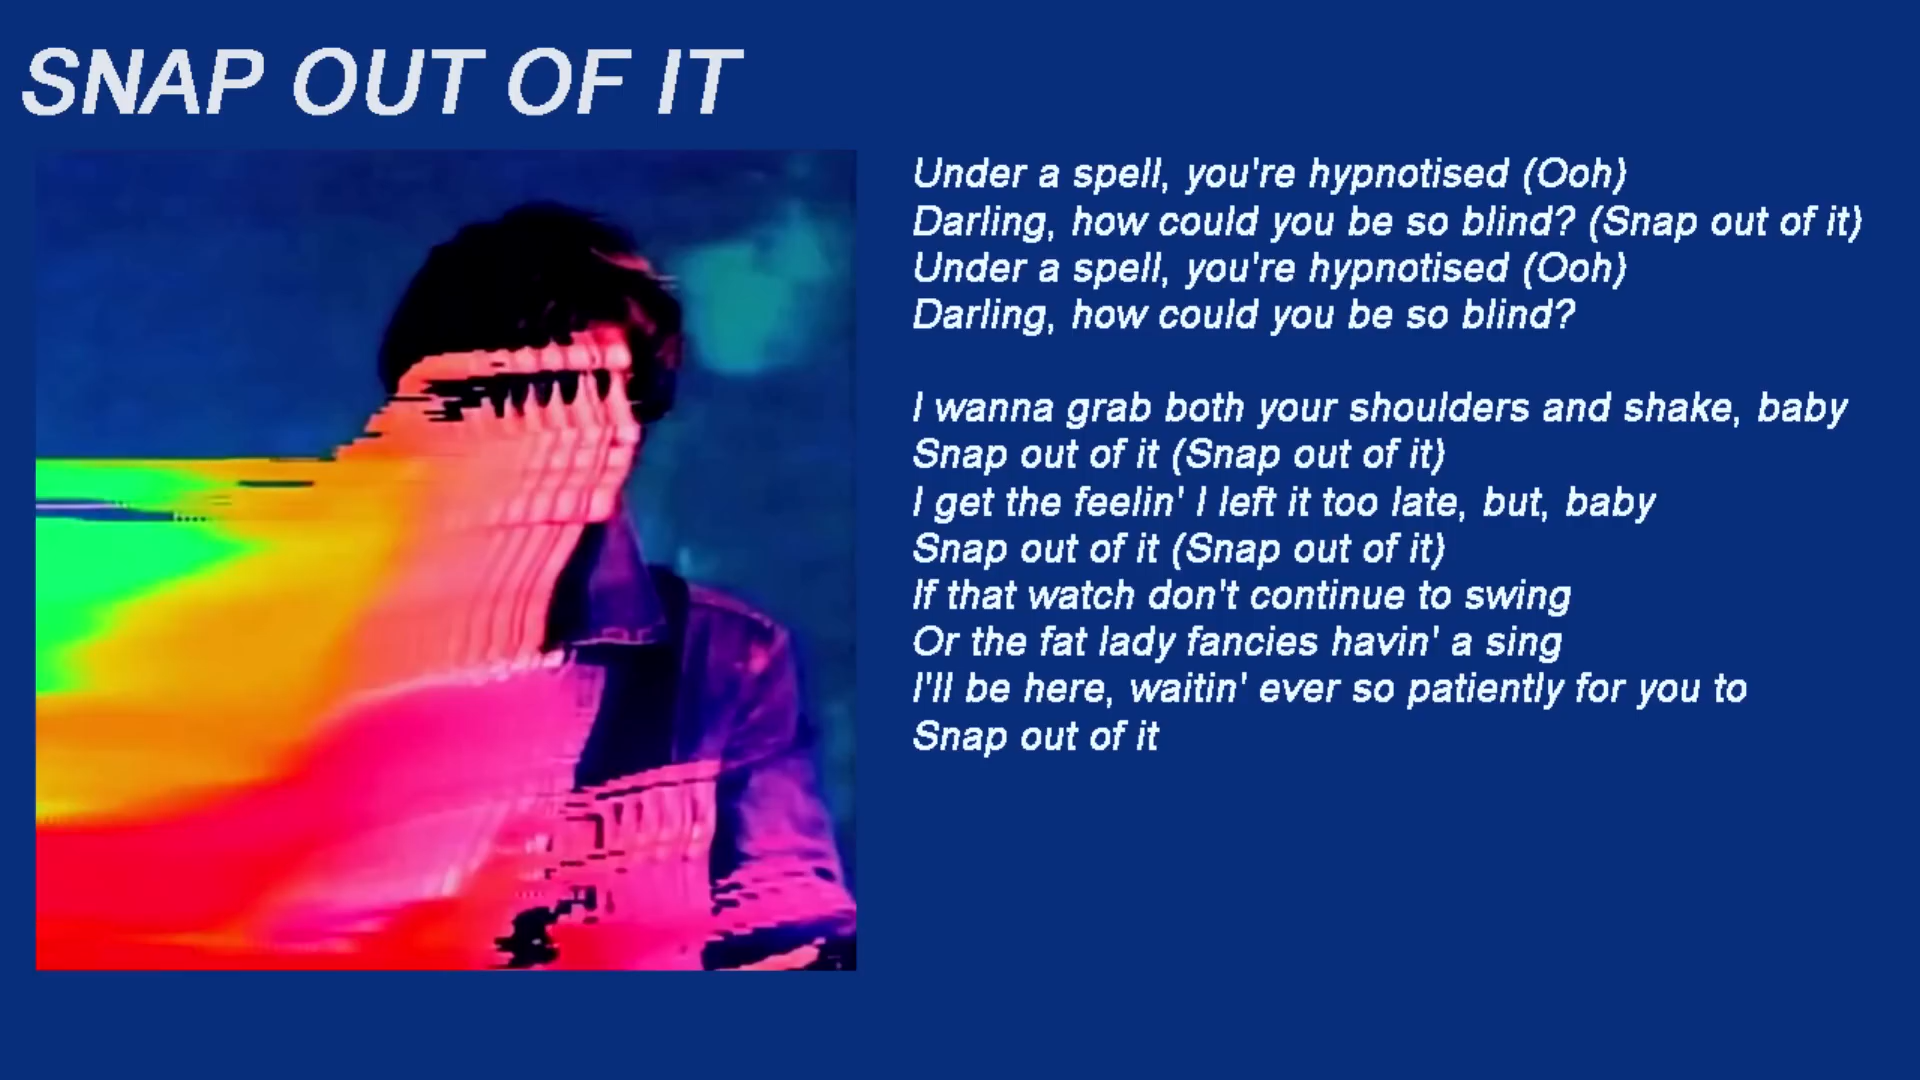 SNAP OUT OF IT
Under a spell, you're hypnotised (Ooh)
Darling, how could you be so blind? (Snap out of it)
Under a spell, you're hypnotised (Ooh)
Darling, how could you be so blind?
I wanna grab both your shoulders and shake, baby
Snap out of it (Snap out of it)
I get the feelin' I left it too late, but, baby
Snap out of it (Snap out of it)
If that watch don't continue to swing
Or the fat lady fancies havin' a sing
I'll be here, waitin' ever so patiently for you to
Snap out of it